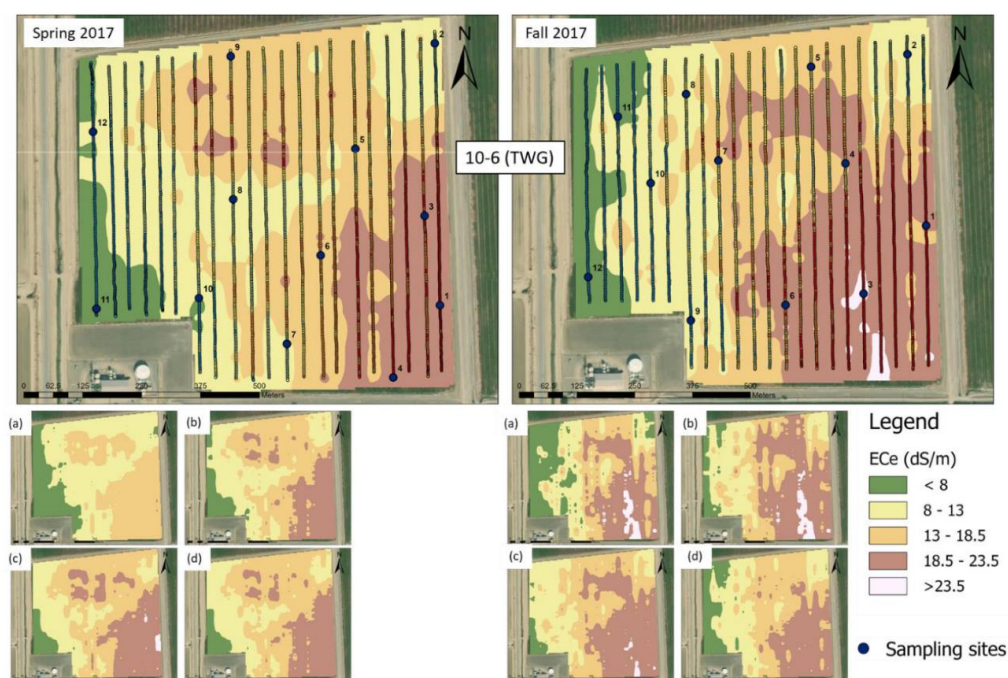 Spring 2017
9
2
N
12
5
8
3
6
10
11
1
7
4
0 62.5 125 250 375 500
Meters
10-6 (TWG)
Fall 2017
5
2
N
8
11
7
4
10
1
12
3
6
9
0 62.5 125 250 375 500
Meters
(a)
(b)
(c)
(d)
(a)
(b)
(c)
(d)
Legend
ECe (dS/m)
< 8
8 - 13
13 - 18.5
18.5 - 23.5
>23.5
Sampling sites